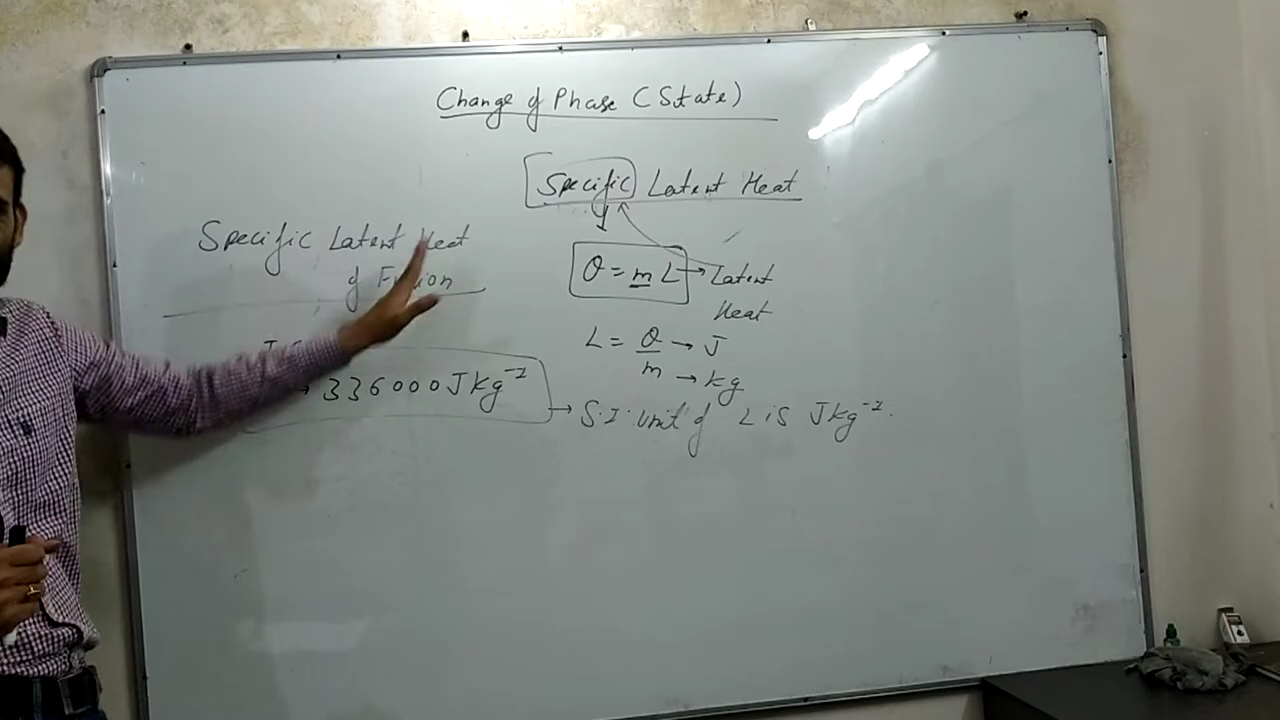 Change of Phase (State)
Specific Latent Heat
Specific Latent Heat
of Fusion
Q = m L → Latent
Heat
L = Q/m → J
→ kg
336000 J kg⁻¹
→ S.I. unit of L is J kg⁻¹.